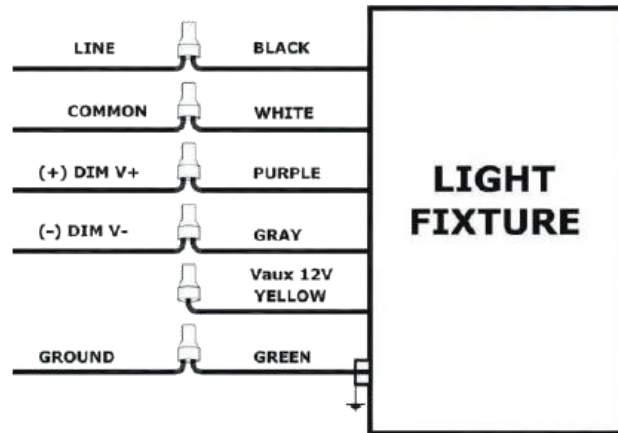 LINE BLACK
COMMON WHITE
(+) DIM V+ PURPLE
(-) DIM V- GRAY
Vaux 12V
YELLOW
GROUND GREEN
LIGHT
FIXTURE